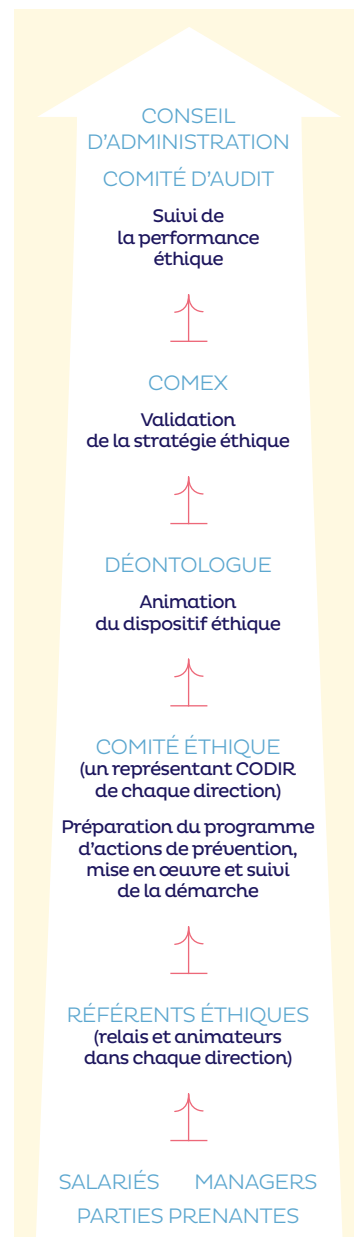 CONSEIL
D'ADMINISTRATION
COMITÉ D'AUDIT
Suivi de
la performance
éthique
COMEX
Validation
de la stratégie éthique
DÉONTOLOGUE
Animation
du dispositif éthique
COMITÉ ÉTHIQUE
(un représentant CODIR
de chaque direction)
Préparation du programme
d'actions de prévention,
mise en œuvre et suivi
de la démarche
RÉFÉRENTS ÉTHIQUES
(relais et animateurs
dans chaque direction)
SALARIÉS MANAGERS
PARTIES PRENANTES